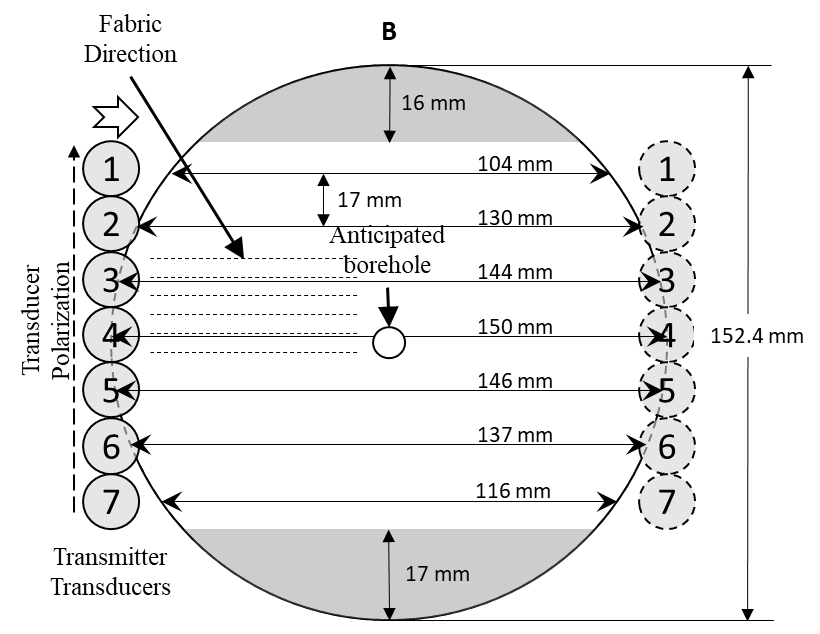 Fabric
Direction
B
16 mm
1
104 mm
1
17 mm
2
130 mm
2
Anticipated
borehole
3
144 mm
3
Transducer
Polarization
4
150 mm
4
152.4 mm
5
146 mm
5
6
137 mm
6
7
116 mm
7
Transmitter
Transducers
17 mm